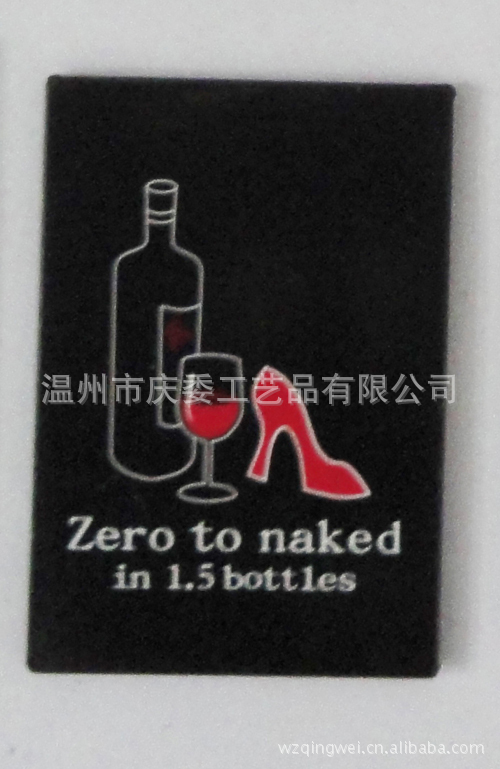 温州市庆委工艺品有限公司
Zero to naked
in 1.5 bottles
wzqingwei.cn.alibaba.com